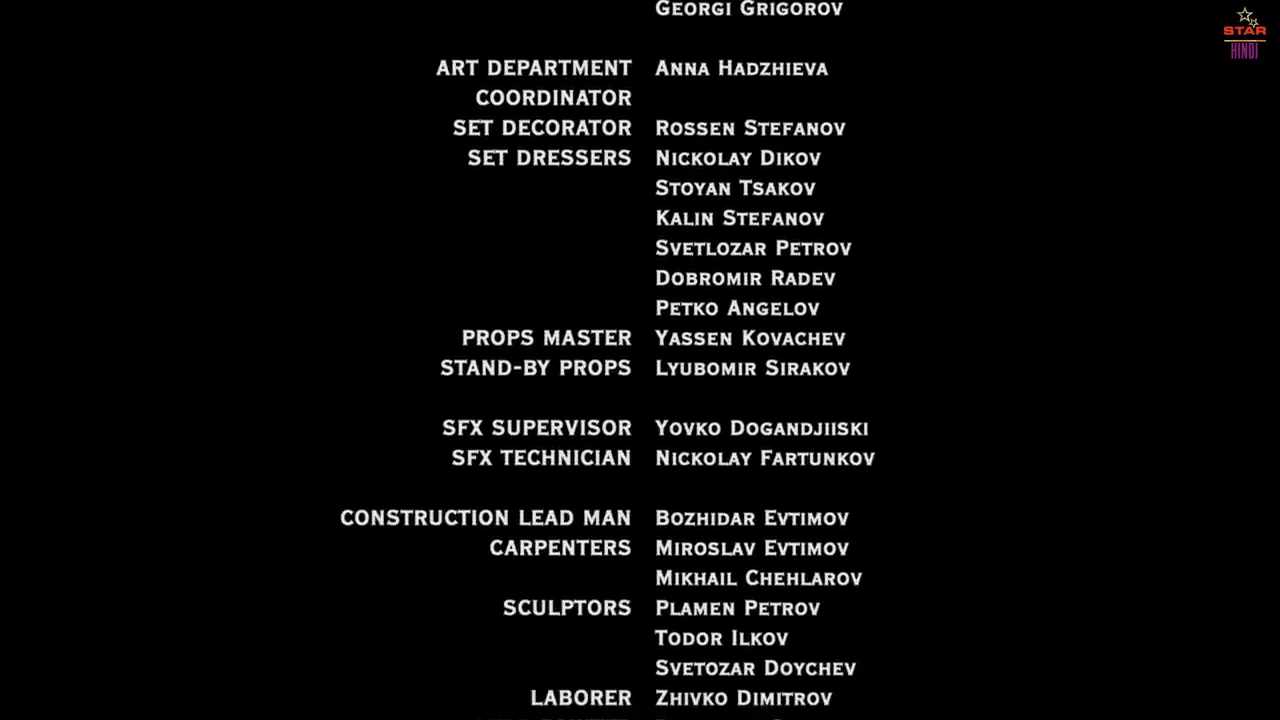 GEORGI GRIGOROV
STAR
HINDI
ART DEPARTMENT ANNA HADZHIEVA
COORDINATOR
SET DECORATOR ROSSEN STEFANOV
SET DRESSERS NICKOLAY DIKOV
STOYAN TSAKOV
KALIN STEFANOV
SVETLOZAR PETROV
DOBROMIR RADEV
PETKO ANGELOV
PROPS MASTER YASSEN KOVACHEV
STAND-BY PROPS LYUBOMIR SIRAKOV
SFX SUPERVISOR YOVKO DOGANDJIISKI
SFX TECHNICIAN NICKOLAY FARTUNKOV
CONSTRUCTION LEAD MAN BOZHIDAR EVTIMOV
CARPENTERS MIROSLAV EVTIMOV
MIKHAIL CHEHLAROV
SCULPTORS PLAMEN PETROV
TODOR ILKOV
SVETOZAR DOYCHEV
LABORER ZHIVKO DIMITROV